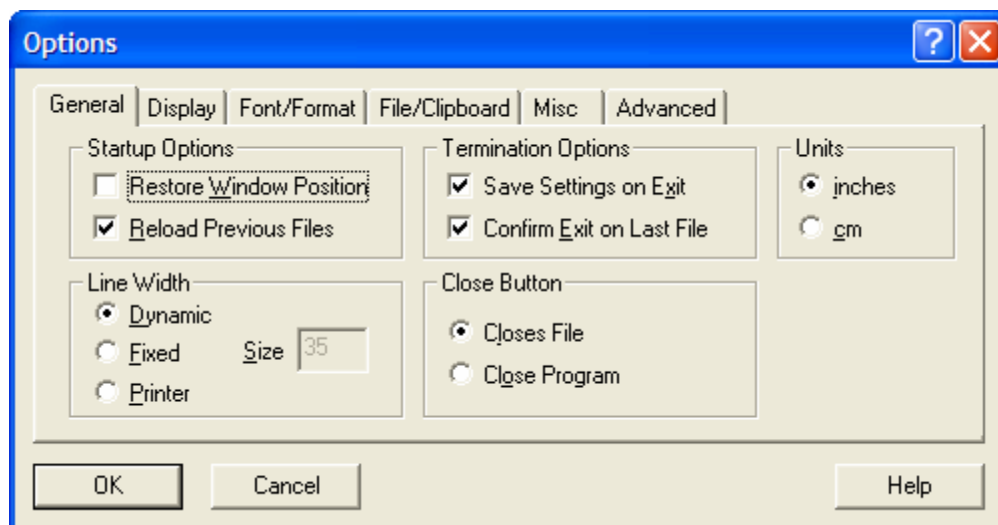 Options ?
General Display Font/Format File/Clipboard Misc Advanced
Startup Options
Restore Window Position
Reload Previous Files
Termination Options
Save Settings on Exit
Confirm Exit on Last File
Units
inches
cm
Line Width
Dynamic
Fixed Size 35
Printer
Close Button
Closes File
Close Program
OK Cancel Help